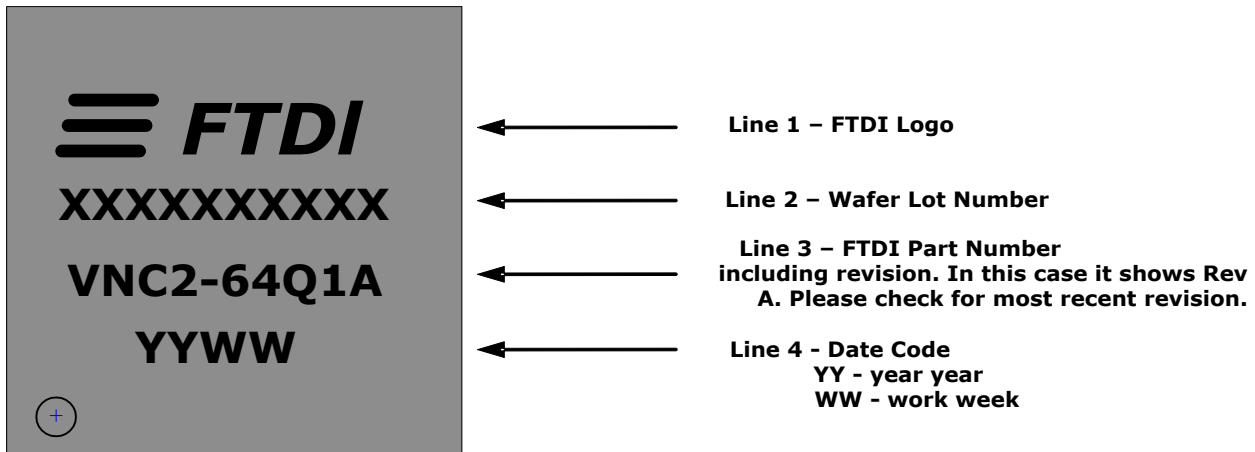 FTDI
XXXXXXXXXX
VNC2-64Q1A
YYWW
Line 1 – FTDI Logo
Line 2 – Wafer Lot Number
Line 3 – FTDI Part Number
including revision. In this case it shows Rev
A. Please check for most recent revision.
Line 4 - Date Code
YY - year year
WW - work week